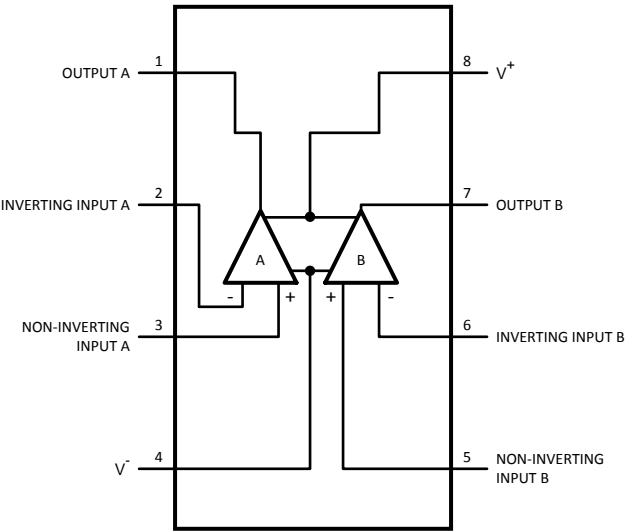 1
OUTPUT A
8
V+
2
INVERTING INPUT A
7
OUTPUT B
A
B
- + + -
3
NON-INVERTING
INPUT A
6
INVERTING INPUT B
4
V-
5
NON-INVERTING
INPUT B